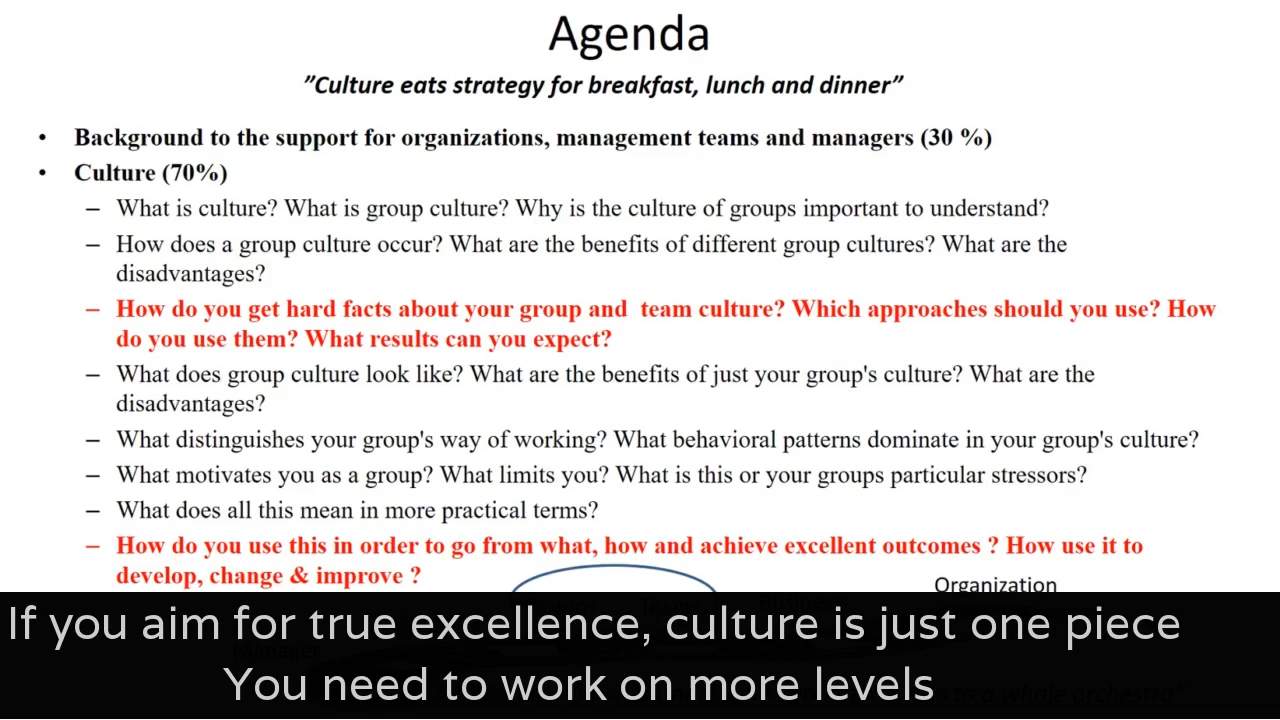 Agenda
”Culture eats strategy for breakfast, lunch and dinner”
• Background to the support for organizations, management teams and managers (30 %)
• Culture (70%)
– What is culture? What is group culture? Why is the culture of groups important to understand?
– How does a group culture occur? What are the benefits of different group cultures? What are the
disadvantages?
– How do you get hard facts about your group and  team culture? Which approaches should you use? How
do you use them? What results can you expect?
– What does group culture look like? What are the benefits of just your group's culture? What are the
disadvantages?
– What distinguishes your group's way of working? What behavioral patterns dominate in your group's culture?
– What motivates you as a group? What limits you? What is this or your groups particular stressors?
– What does all this mean in more practical terms?
– How do you use this in order to go from what, how and achieve excellent outcomes ? How use it to
develop, change & improve ?
Organization
If you aim for true excellence, culture is just one piece
Manager
You need to work on more levels
to a whole orchestra"